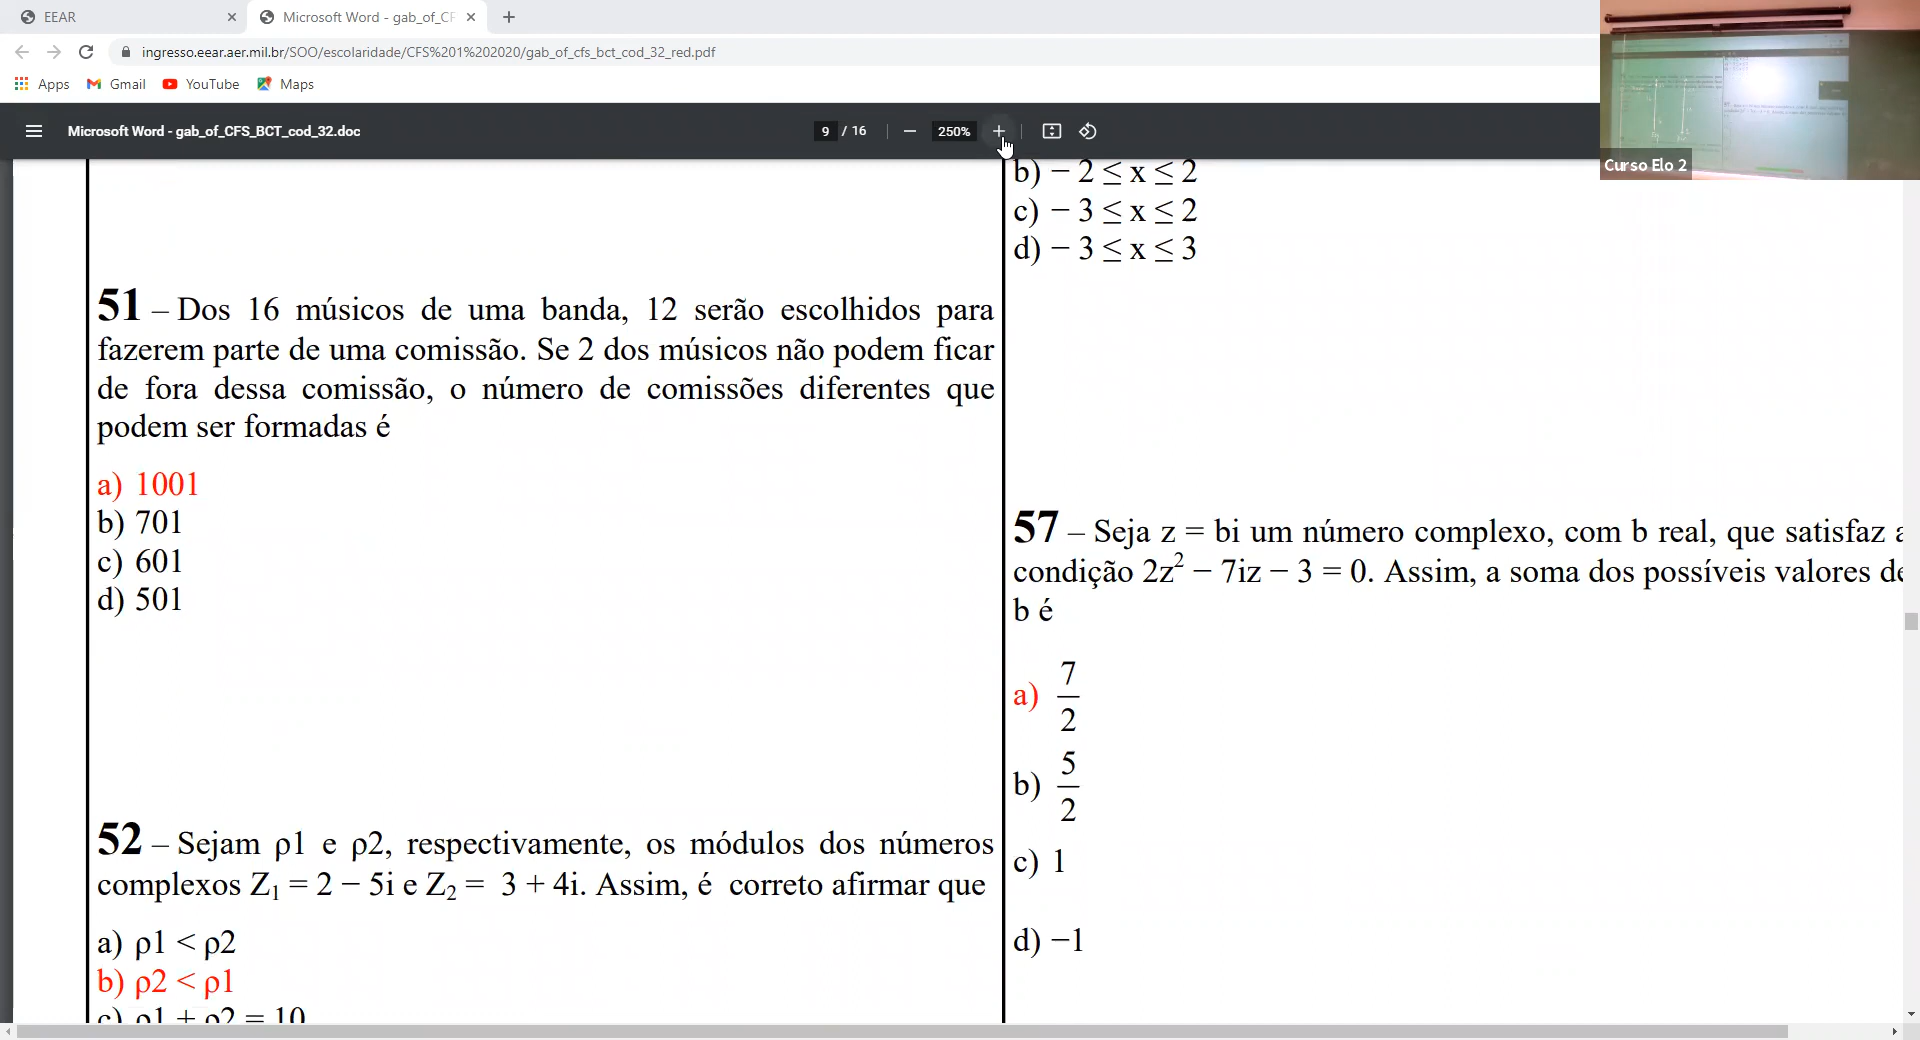 EEAR
Microsoft Word - gab_of_CF
ingresso.eear.aer.mil.br/SOO/escolaridade/CFS%201%202020/gab_of_cfs_bct_cod_32_red.pdf
Apps
Gmail
YouTube
Maps
Microsoft Word - gab_of_CFS_BCT_cod_32.doc
9 / 16
250%
Curso Elo 2
51 – Dos 16 músicos de uma banda, 12 serão escolhidos para
fazerem parte de uma comissão. Se 2 dos músicos não podem ficar
de fora dessa comissão, o número de comissões diferentes que
podem ser formadas é
a) 1001
b) 701
c) 601
d) 501
52 – Sejam ρ1 e ρ2, respectivamente, os módulos dos números
complexos Z₁ = 2 − 5i e Z₂ = 3 + 4i. Assim, é correto afirmar que
a) ρ1 < ρ2
b) ρ2 < ρ1
c) ρ1 + ρ2 = 10
b) − 2 ≤ x ≤ 2
c) − 3 ≤ x ≤ 2
d) − 3 ≤ x ≤ 3
57 – Seja z = bi um número complexo, com b real, que satisfaz a
condição 2z² − 7iz − 3 = 0. Assim, a soma dos possíveis valores de
b é
a) 7/2
b) 5/2
c) 1
d) −1